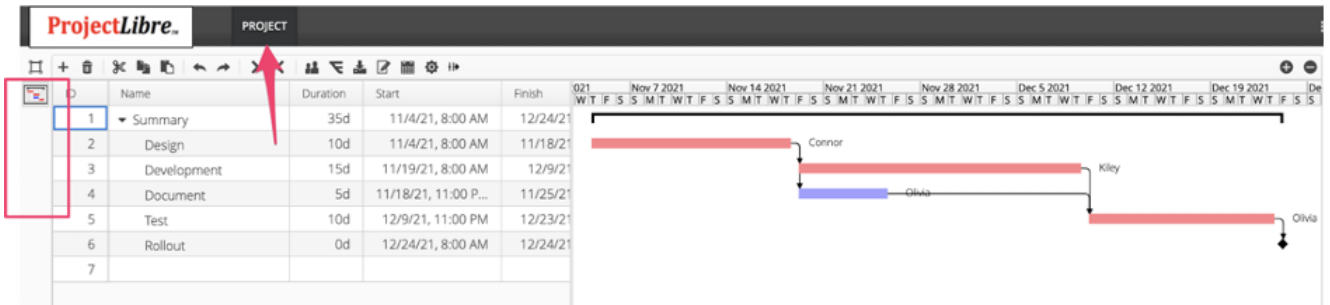 ProjectLibre™ PROJECT
ID Name Duration Start Finish
021 Nov 7 2021 Nov 14 2021 Nov 21 2021 Nov 28 2021 Dec 5 2021 Dec 12 2021 Dec 19 2021 De
W T F S S M T W T F S S M T W T F S S M T W T F S S M T W T F S S M T W T F S S M T W T F S S M T W T F S S
1 Summary 35d 11/4/21, 8:00 AM 12/24/21
2 Design 10d 11/4/21, 8:00 AM 11/18/21 Connor
3 Development 15d 11/19/21, 8:00 AM 12/9/21 Kiley
4 Document 5d 11/18/21, 11:00 P... 11/25/21 Olivia
5 Test 10d 12/9/21, 11:00 PM 12/23/21 Olivia
6 Rollout 0d 12/24/21, 8:00 AM 12/24/21
7